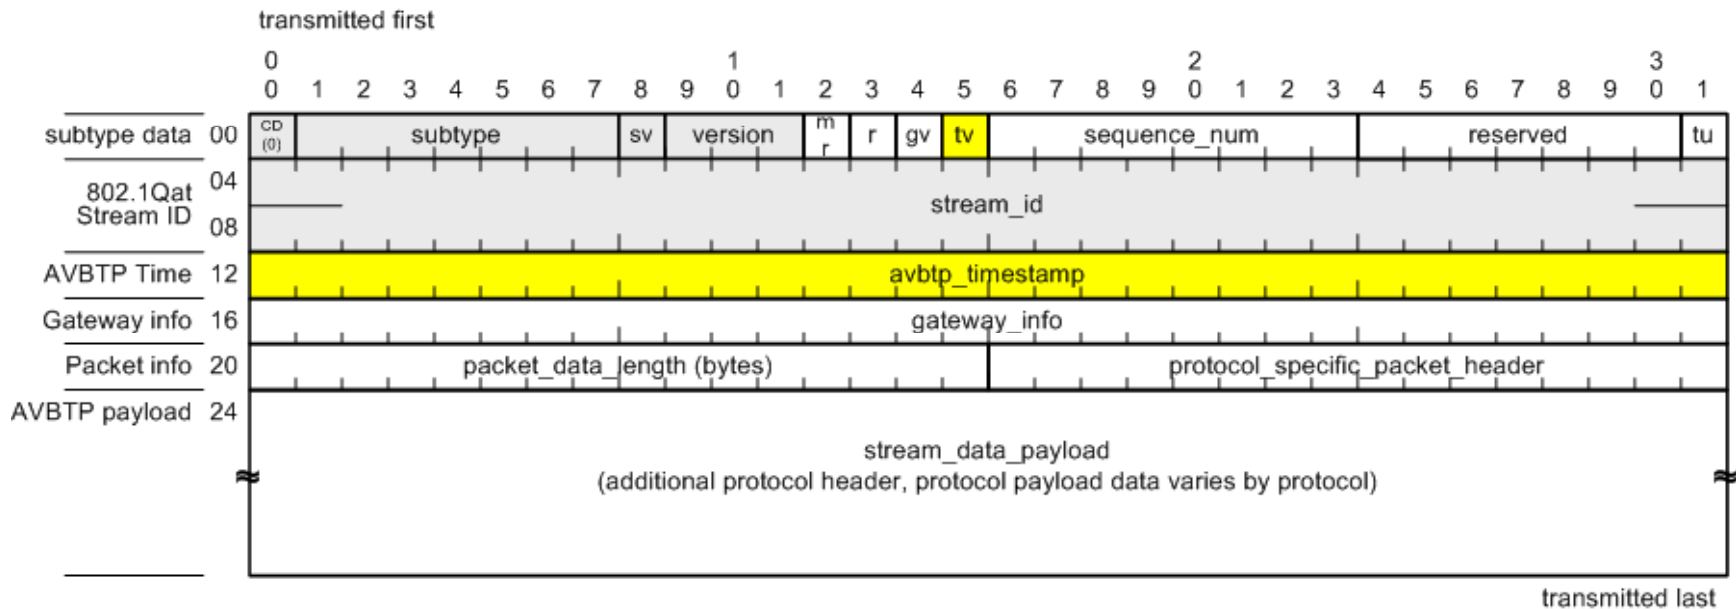 transmitted first
0 1 2 3
0 1 2 3 4 5 6 7 8 9 0 1 2 3 4 5 6 7 8 9 0 1 2 3 4 5 6 7 8 9 0 1
subtype data 00 CD (0) subtype sv version m r r gv tv sequence_num reserved tu
802.1Qat Stream ID 04 08 stream_id
AVBTP Time 12 avbtp_timestamp
Gateway info 16 gateway_info
Packet info 20 packet_data_length (bytes) protocol_specific_packet_header
AVBTP payload 24
stream_data_payload
(additional protocol header, protocol payload data varies by protocol)
transmitted last